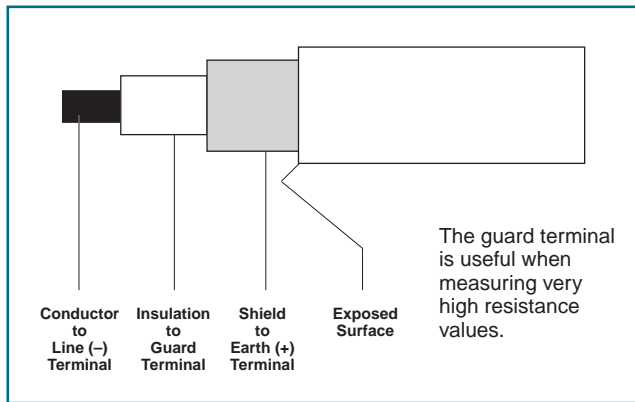 The guard terminal
is useful when
measuring very
high resistance
values.
Conductor
to
Line (–)
Terminal
Insulation
to
Guard
Terminal
Shield
to
Earth (+)
Terminal
Exposed
Surface